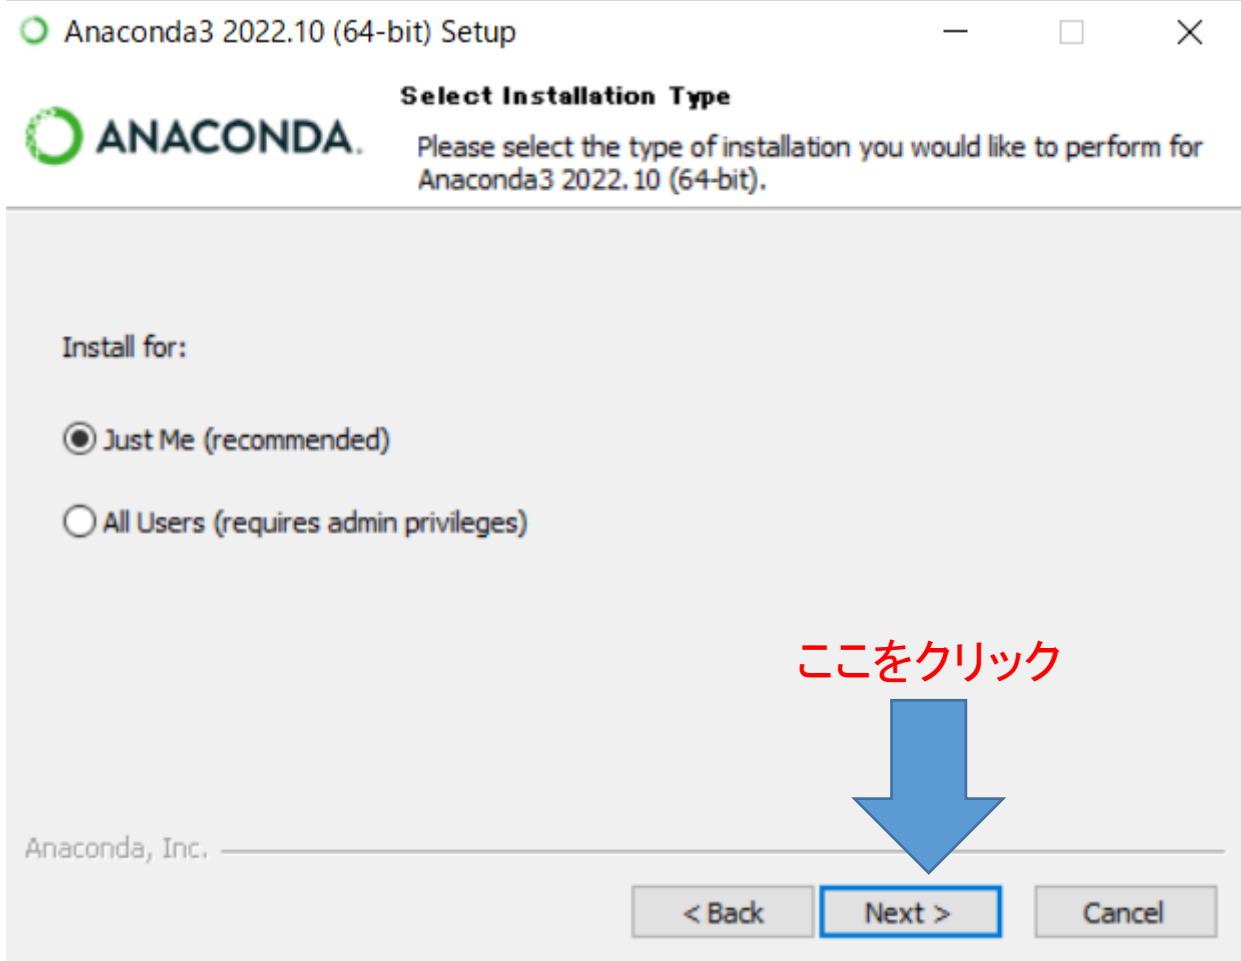 Anaconda3 2022.10 (64-bit) Setup
Select Installation Type
ANACONDA.
Please select the type of installation you would like to perform for
Anaconda3 2022.10 (64-bit).
Install for:
Just Me (recommended)
All Users (requires admin privileges)
ここをクリック
Anaconda, Inc.
< Back
Next >
Cancel